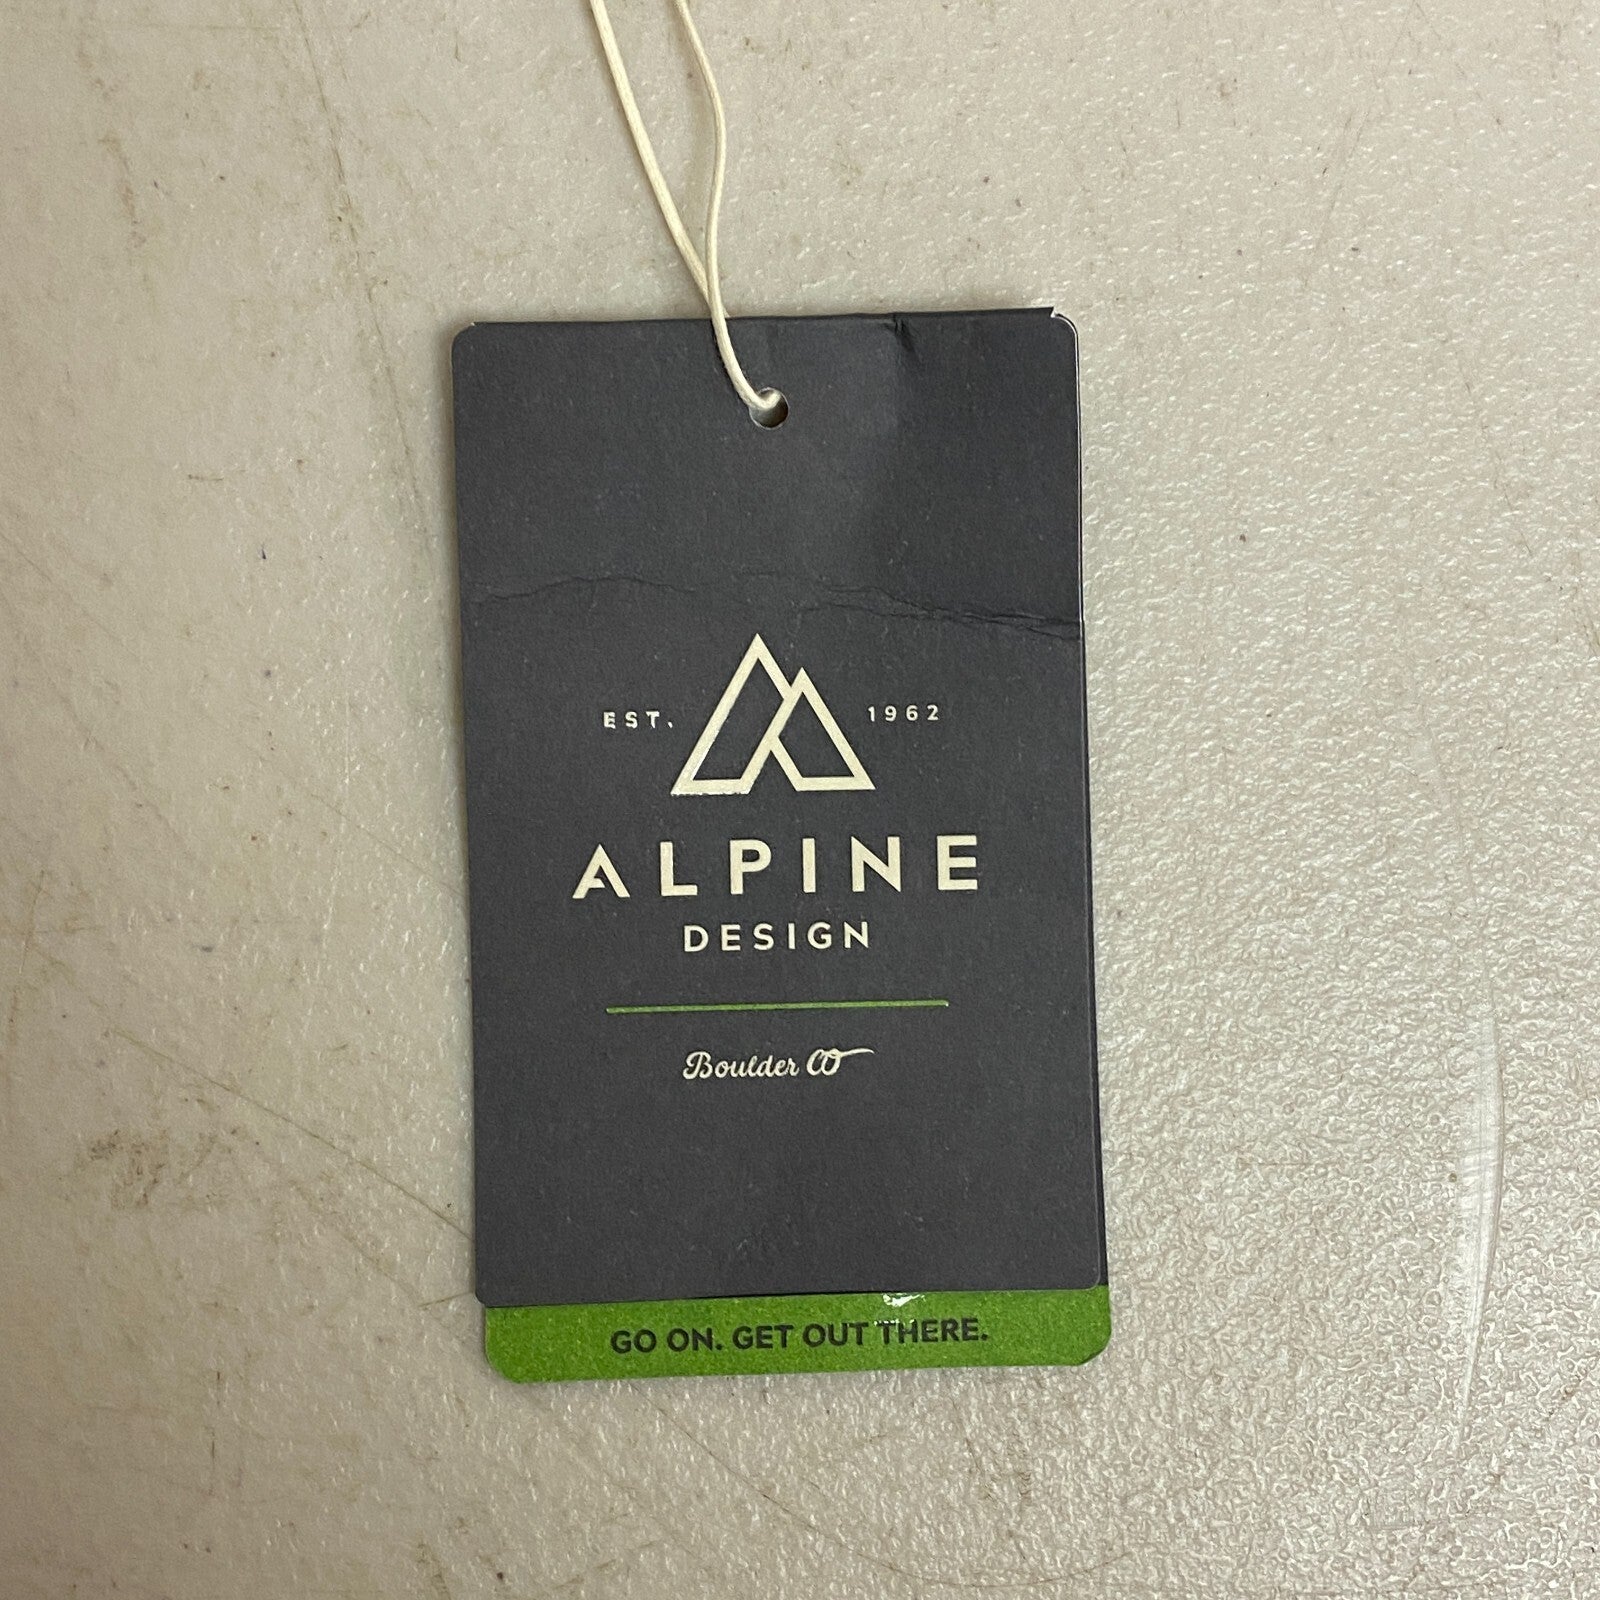 EST. 1962
ALPINE
DESIGN
Boulder CO
GO ON. GET OUT THERE.